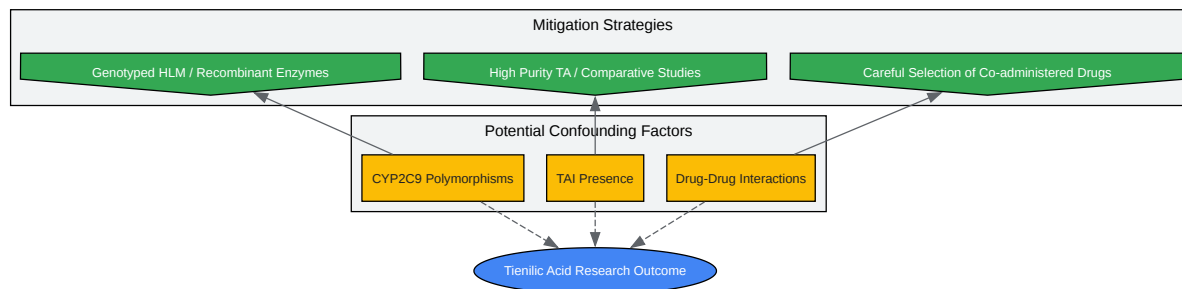 Mitigation Strategies
Genotyped HLM / Recombinant Enzymes
High Purity TA / Comparative Studies
Careful Selection of Co-administered Drugs
Potential Confounding Factors
CYP2C9 Polymorphisms
TAI Presence
Drug-Drug Interactions
Tienilic Acid Research Outcome